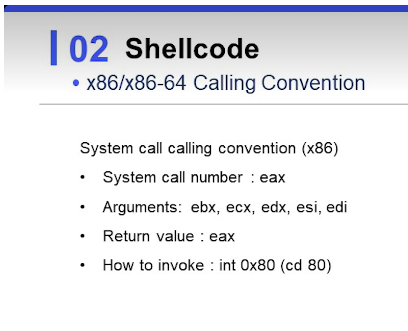 02 Shellcode
• x86/x86-64 Calling Convention
System call calling convention (x86)
• System call number : eax
• Arguments: ebx, ecx, edx, esi, edi
• Return value : eax
• How to invoke : int 0x80 (cd 80)